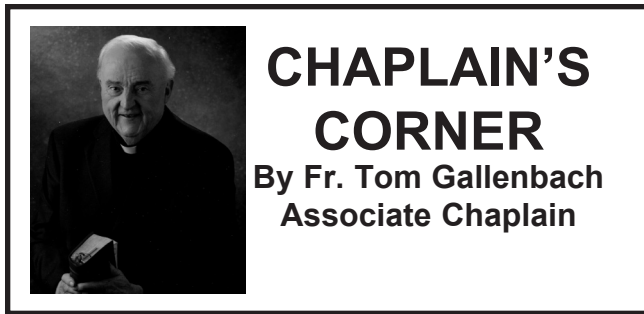 CHAPLAIN’S
CORNER
By Fr. Tom Gallenbach
Associate Chaplain